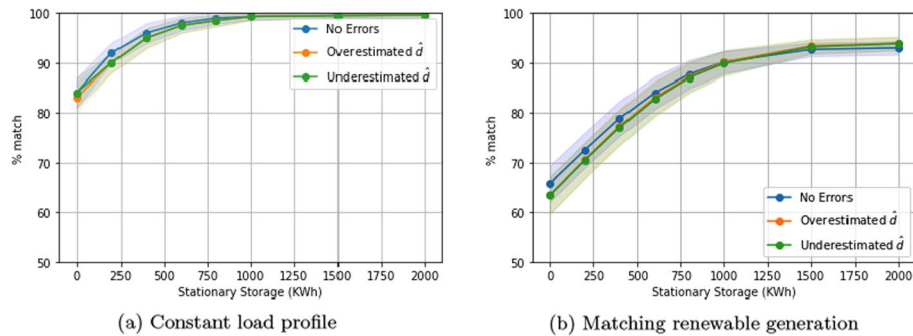 100
90
80
70
60
50
% match
0 250 500 750 1000 1250 1500 1750 2000
Stationary Storage (KWh)
No Errors
Overestimated d̂
Underestimated d̂
(a) Constant load profile
100
90
80
70
60
50
% match
0 250 500 750 1000 1250 1500 1750 2000
Stationary Storage (KWh)
No Errors
Overestimated d̂
Underestimated d̂
(b) Matching renewable generation